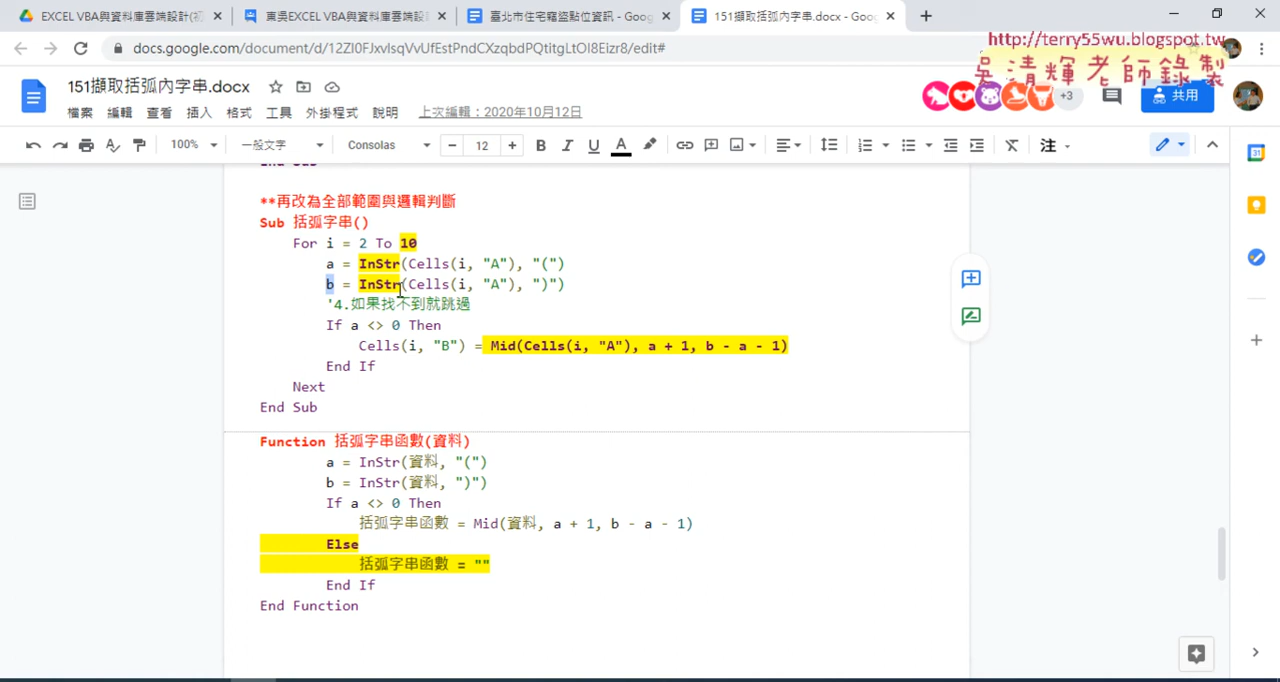 EXCEL VBA與資料庫雲端設計(初
東吳EXCEL VBA與資料庫雲端設
臺北市住宅竊盜點位資訊 - Goog
151擷取括弧內字串.docx - Goog
docs.google.com/document/d/12ZI0FJxvlsqVvUfEstPndCXzqbdPQtitgLtOI8Eizr8/edit#
http://terry55wu.blogspot.tw
吳清輝老師錄製
151擷取括弧內字串.docx
檔案 編輯 查看 插入 格式 工具 外掛程式 說明 上次編輯：2020年10月12日
+3
共用
100% 一般文字 Consolas 12 B I U A 注
End Sub
**再改為全部範圍與邏輯判斷
Sub 括弧字串()
For i = 2 To 10
a = InStr(Cells(i, "A"), "(")
b = InStr(Cells(i, "A"), ")")
'4.如果找不到就跳過
If a <> 0 Then
Cells(i, "B") = Mid(Cells(i, "A"), a + 1, b - a - 1)
End If
Next
End Sub
Function 括弧字串函數(資料)
a = InStr(資料, "(")
b = InStr(資料, ")")
If a <> 0 Then
括弧字串函數 = Mid(資料, a + 1, b - a - 1)
Else
括弧字串函數 = ""
End If
End Function